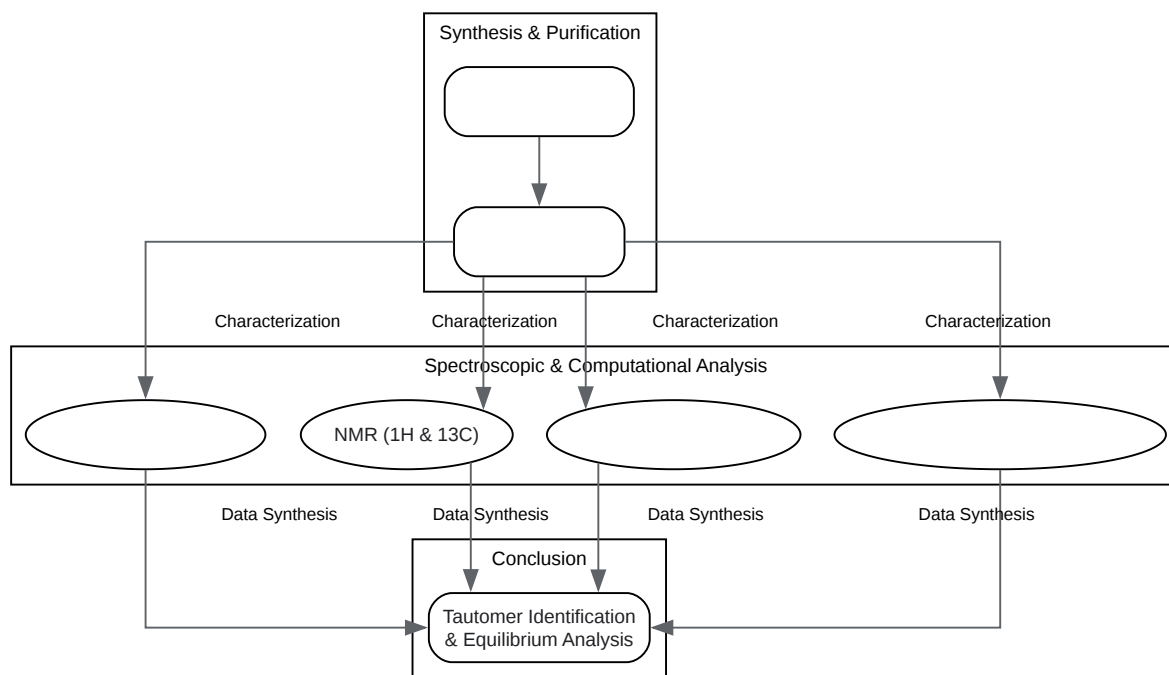 Synthesis & Purification
Characterization
Characterization
Characterization
Characterization
Spectroscopic & Computational Analysis
NMR (1H & 13C)
Data Synthesis
Data Synthesis
Data Synthesis
Data Synthesis
Conclusion
Tautomer Identification
& Equilibrium Analysis